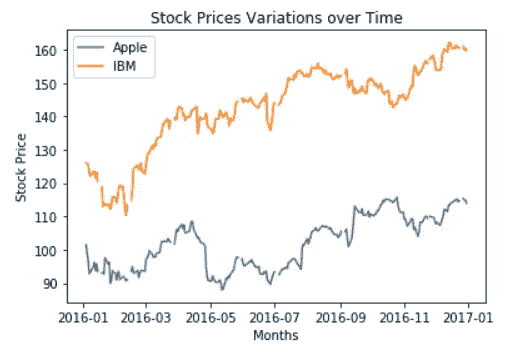 Stock Prices Variations over Time
Apple
IBM
Stock Price
160
150
140
130
120
110
100
90
2016-01 2016-03 2016-05 2016-07 2016-09 2016-11 2017-01
Months